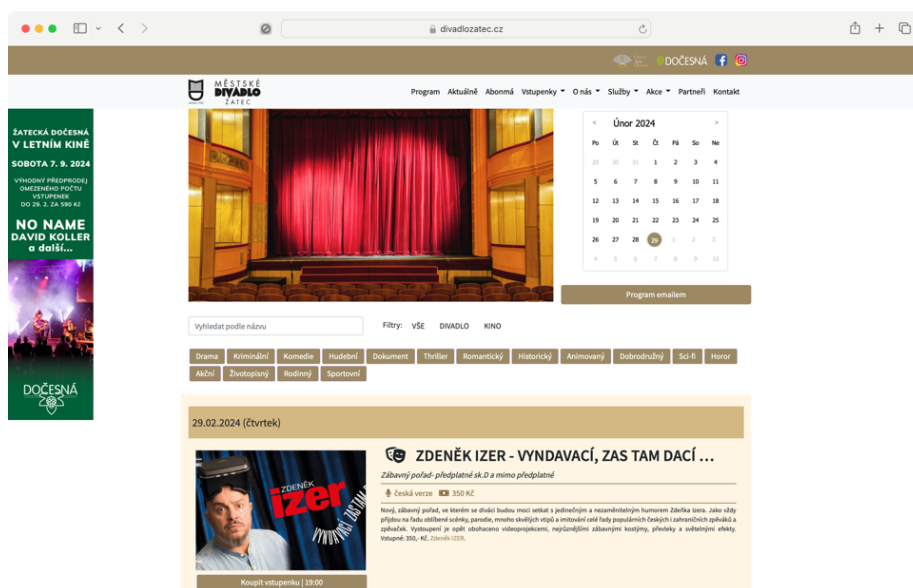 divadlozatec.cz
DOČESNÁ
MĚSTSKÉ
DIVADLO
ŽATEC
Program Aktuálně Abonmá Vstupenky O nás Služby Akce Partneři Kontakt
ŽATECKÁ DOČESNÁ
V LETNÍM KINĚ
SOBOTA 7. 9. 2024
VÝHODNÝ PŘEDPRODEJ
OMEZENÉHO POČTU
VSTUPENEK
DO 29. 2. ZA 590 Kč
NO NAME
DAVID KOLLER
a další...
DOČESNÁ
< Únor 2024 >
Po Út St Čt Pá So Ne
29 30 31 1 2 3 4
5 6 7 8 9 10 11
12 13 14 15 16 17 18
19 20 21 22 23 24 25
26 27 28 29 1 2 3
4 5 6 7 8 9 10
Program emailem
Vyhledat podle názvu
Filtry: VŠE DIVADLO KINO
Drama Kriminální Komedie Hudební Dokument Thriller Romantický Historický Animovaný Dobrodružný Sci-fi Horor
Akční Životopisný Rodinný Sportovní
29.02.2024 (čtvrtek)
ZDENĚK IZER - VYNDAVACÍ, ZAS TAM DACÍ ...
Zábavný pořad- předplatné sk.D a mimo předplatné
česká verze 350 Kč
Nový, zábavný pořad, ve kterém se diváci budou moci setkat s jedinečným a nezaměnitelným humorem Zdeňka Izera. Jako vždy
přijdou na řadu oblíbené scénky, parodie, mnoho skvělých vtipů a imitování celé řady populárních českých i zahraničních zpěváků a
zpěvaček. Vystoupení je opět obohaceno videoprojekcemi, nejrůznějšími zábavnými kostýmy, převleky a světelnými efekty.
Vstupné: 350,- Kč. Zdeněk IZER.
ZDENĚK
izer
VYNDAVACÍ ZAS TAM
Koupit vstupenku | 19:00